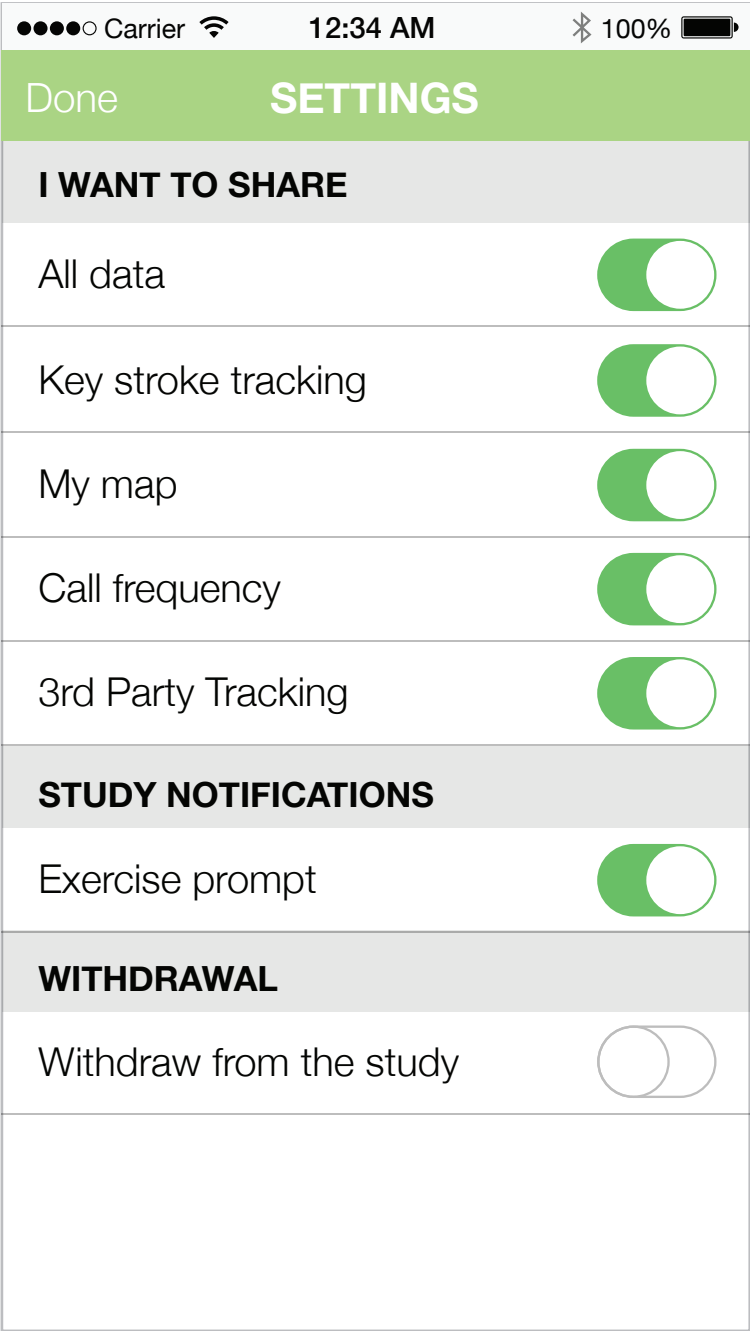 Carrier 12:34 AM 100%
Done SETTINGS
I WANT TO SHARE
All data
Key stroke tracking
My map
Call frequency
3rd Party Tracking
STUDY NOTIFICATIONS
Exercise prompt
WITHDRAWAL
Withdraw from the study